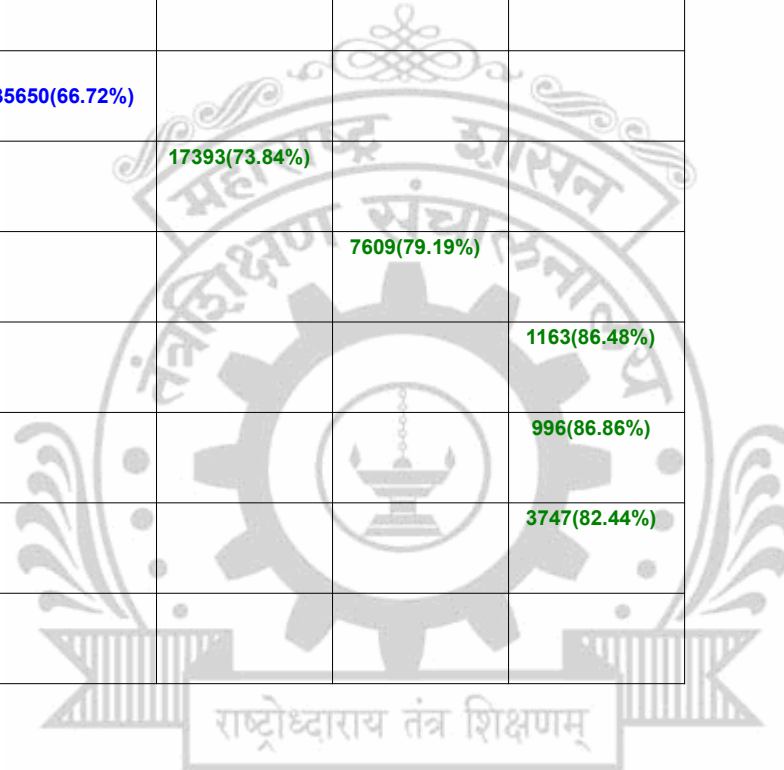 35650(66.72%)
17393(73.84%)
7609(79.19%)
1163(86.48%)
996(86.86%)
3747(82.44%)
महाराष्ट्र शासन
तंत्रशिक्षण संचालनालय
राष्ट्रोध्दाराय तंत्र शिक्षणम्